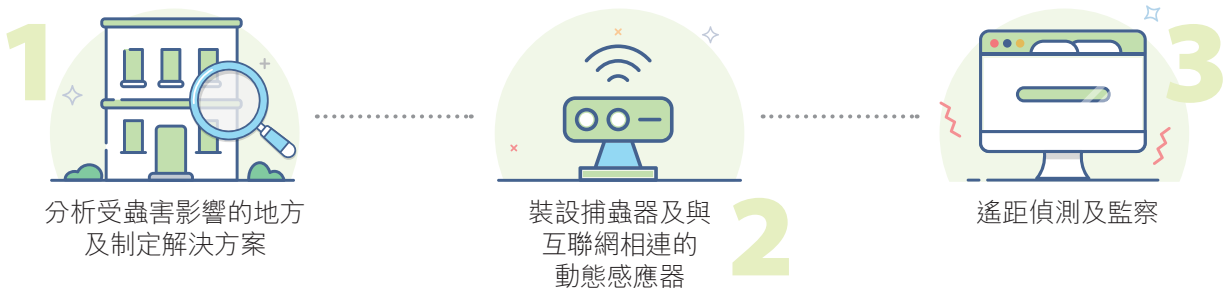 1
分析受蟲害影響的地方
及制定解決方案
2
裝設捕蟲器及與
互聯網相連的
動態感應器
3
遙距偵測及監察